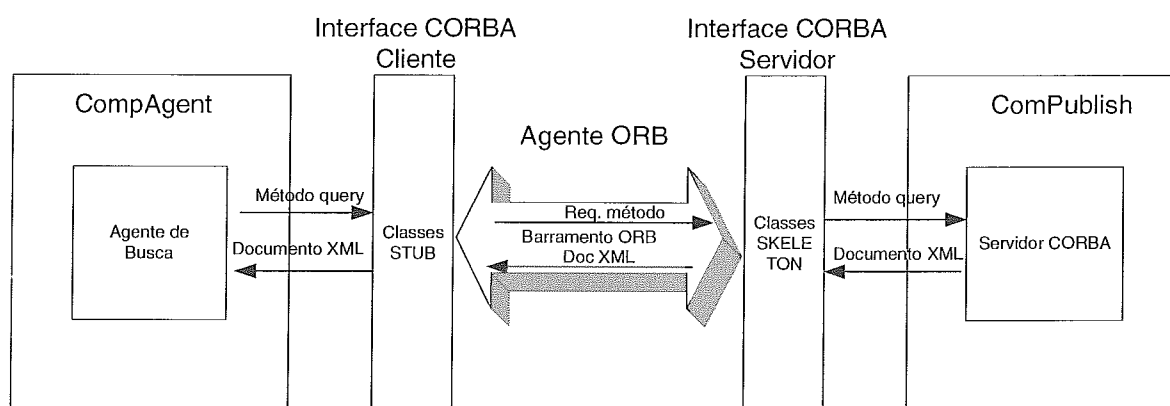 Interface CORBA
Cliente
Interface CORBA
Servidor
CompAgent
ComPublish
Agente ORB
Agente de
Busca
Método query
Documento XML
Classes
STUB
Req. método
Barramento ORB
Doc XML
Classes
SKELE
TON
Método query
Documento XML
Servidor CORBA